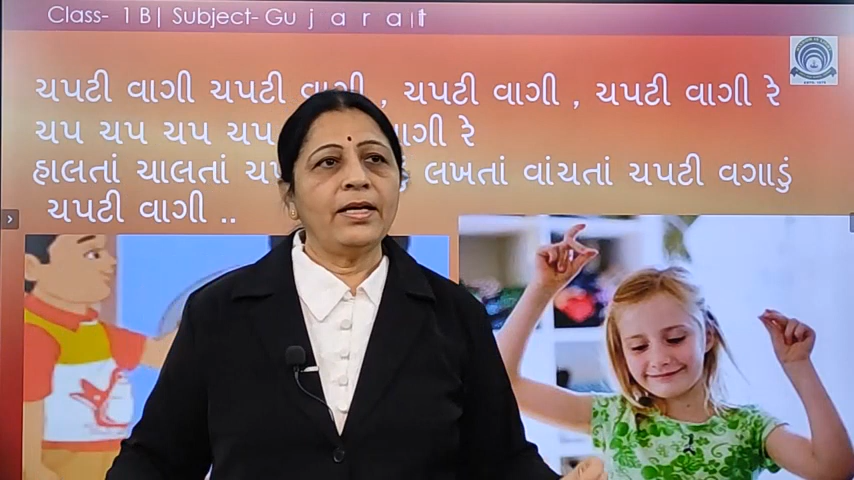 Class- 1 B| Subject- Gu j a r a
ચપટી વાગી ચપટી વાગી , ચપટી વાગી , ચપટી વાગી રે
ચપ ચપ ચપ ચપ વાગી રે
હાલતાં ચાલતાં લખતાં વાંચતાં ચપટી વગાડું
ચપટી વાગી ..